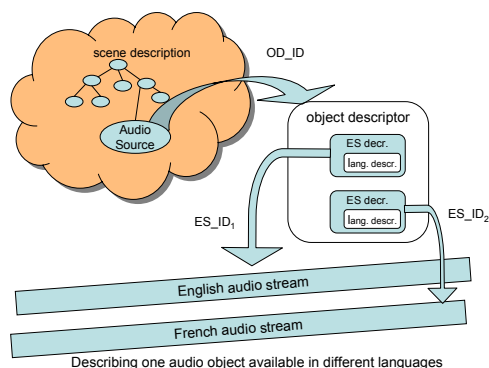 scene description
OD_ID
Audio
Source
object descriptor
ES decr.
lang. descr.
ES decr.
lang. descr.
ES_ID1
ES_ID2
English audio stream
French audio stream
Describing one audio object available in different languages